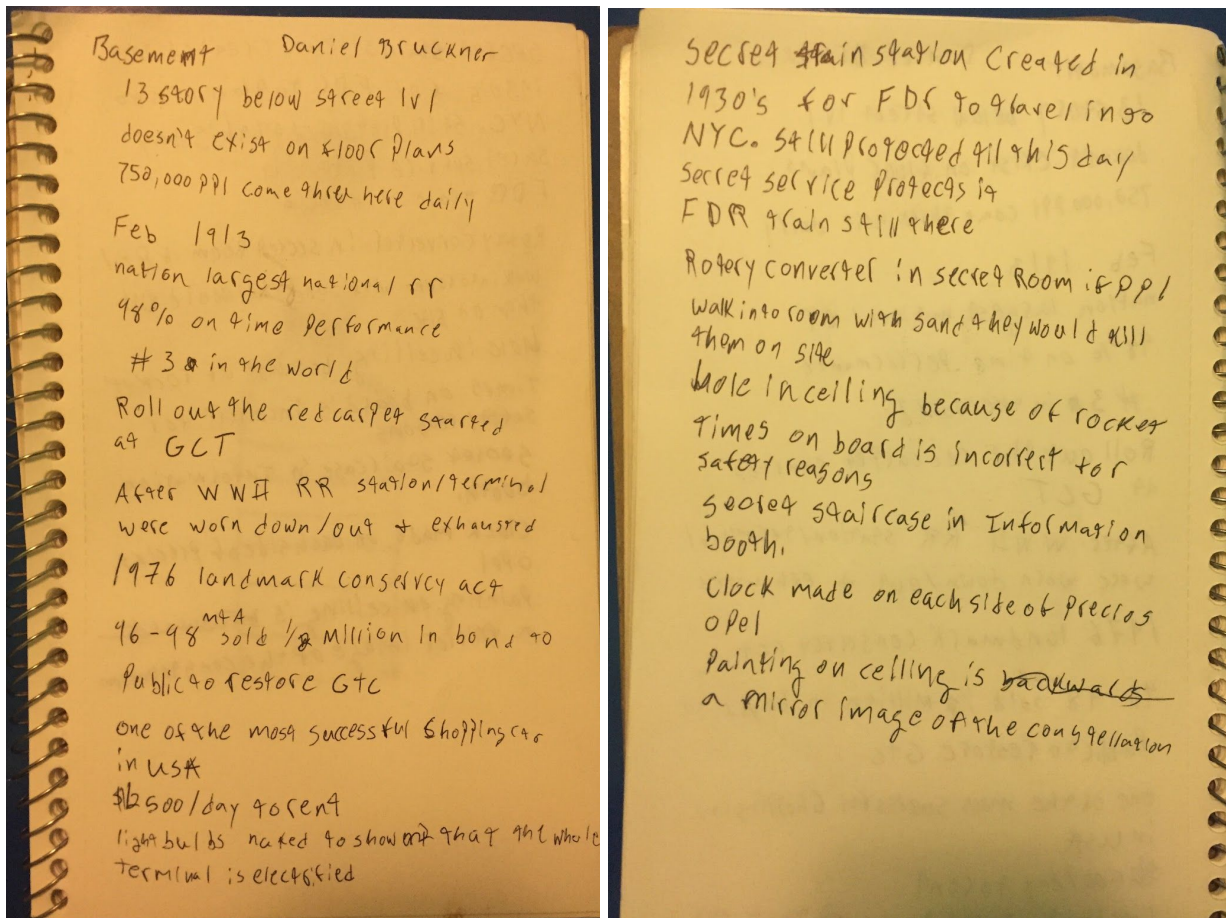 Basement Daniel Bruckner
13 story below street lvl
doesn't exist on floor Plans
750,000 ppl come threw here daily
Feb 1913
nation largest national rr
98% on time Performance
#3 in the world
Roll out the red carpet started
at GCT
After WWII RR station/terminal
were worn down/out + exhausted
1976 landmark conservcy act
96-98 MTA sold 1/2 Million in bond to
Public to restore GTC
one of the most successful Shopping ctr
in USA
$12500/day to rent
lightbulbs naked to show that the whole
terminal is electrified
secret train station Created in
1930's for FDR to travel in to
NYC. Still Protected till this day
Secret service Protects it
FDR train still there
Rotery converter in secret Room if ppl
walk into room with sand they would kill
them on site
hole in celling because of rocket
times on board is incorrect for
safety reasons
secret staircase in Information
booth.
Clock made on each side of Precios
opel
Painting on celling is backwards
a mirror image of the constellation